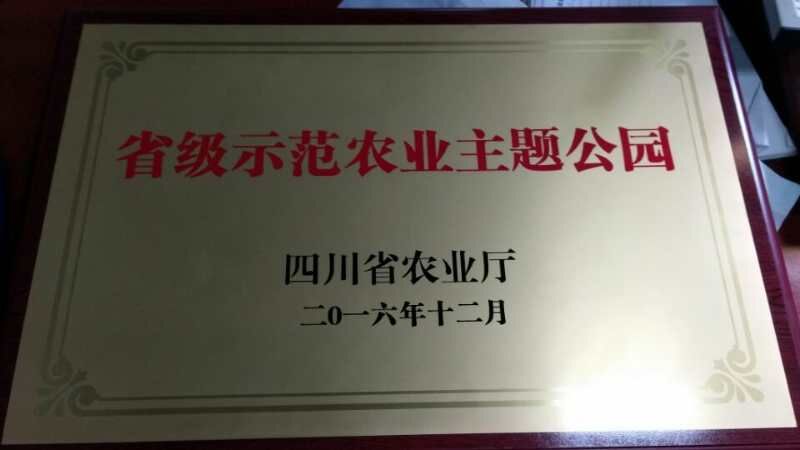 省级示范农业主题公园
四川省农业厅
二0一六年十二月